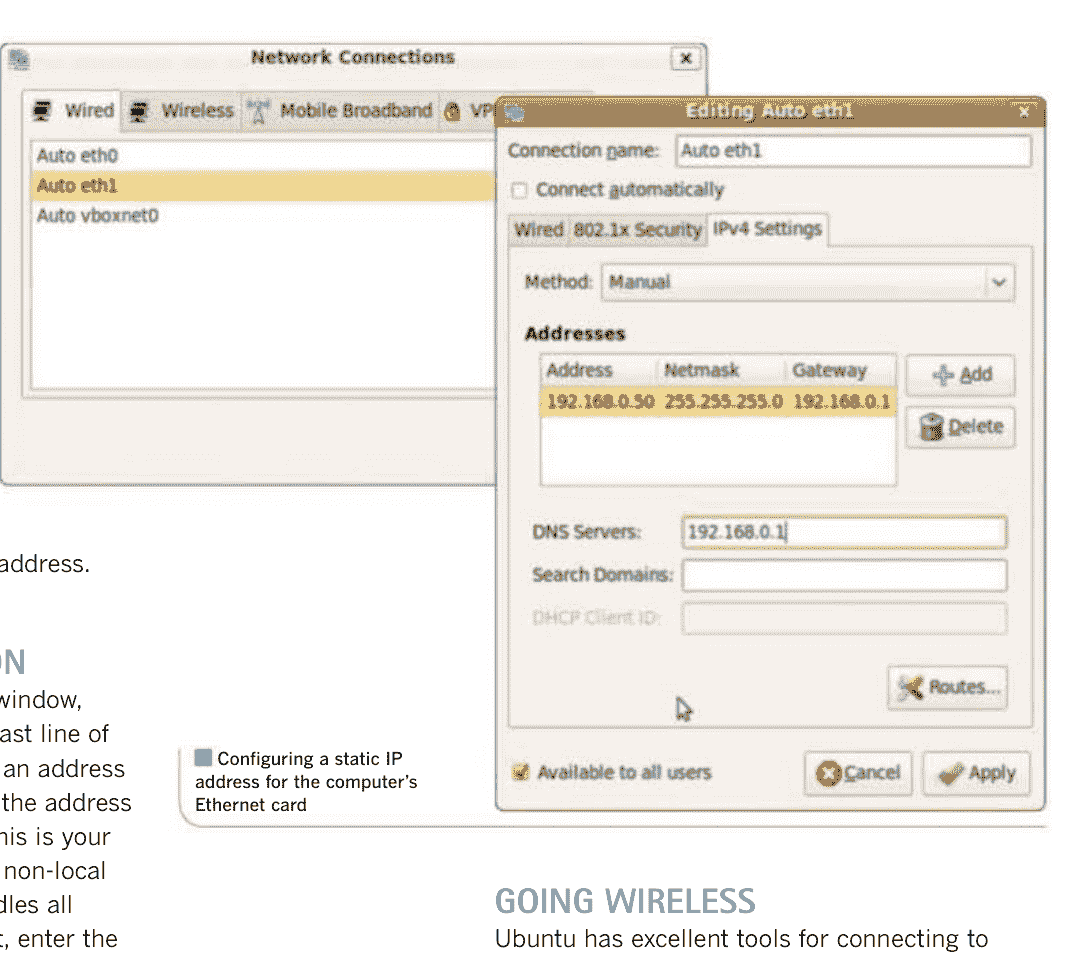 Network Connections
Wired Wireless Mobile Broadband
Auto eth0
Auto eth1
Auto vboxnet0
Editing Auto eth1
Connection name: Auto eth1
Connect automatically
Wired 802.1x Security IPv4 Settings
Method: Manual
Addresses
Address Netmask Gateway
192.168.0.50 255.255.255.0 192.168.0.1
Add
Delete
DNS Servers: 192.168.0.1
Search Domains:
DHCP Client ID:
Routes...
Available to all users
Cancel Apply
address.
ON
window,
ast line of
an address
the address
his is your
non-local
dles all
, enter the
Configuring a static IP
address for the computer's
Ethernet card
GOING WIRELESS
Ubuntu has excellent tools for connecting to